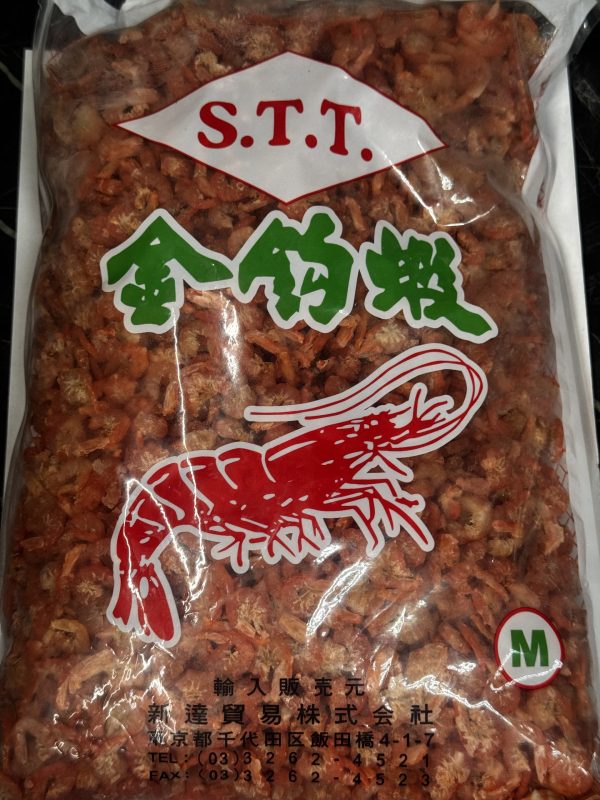 S.T.T.
金鈎蝦
M
輸入販売元
新達貿易株式会社
東京都千代田区飯田橋4-1-7
TEL:(03)3262-4521
FAX:(03)3262-4523